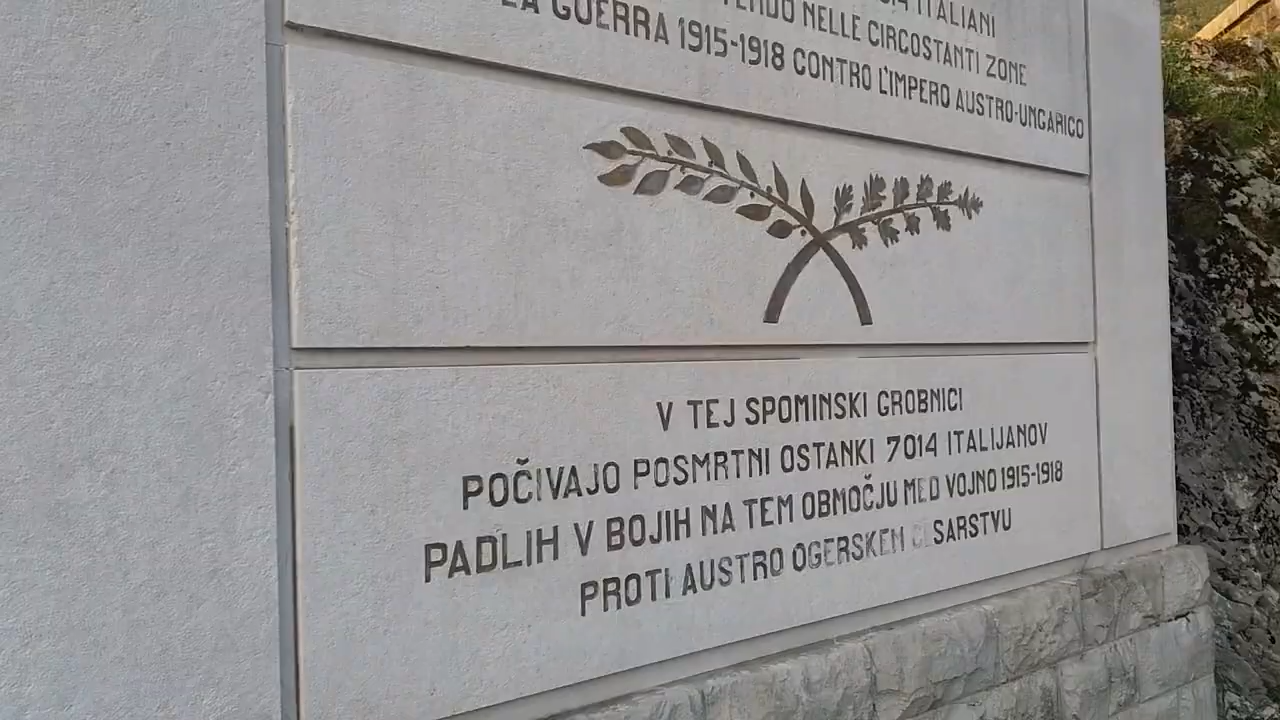 ITALIANI
NELLE CIRCOSTANTI ZONE
LA GUERRA 1915-1918 CONTRO L'IMPERO AUSTRO-UNGARICO
V TEJ SPOMINSKI GROBNICI
POČIVAJO POSMRTNI OSTANKI 7014 ITALIJANOV
PADLIH V BOJIH NA TEM OBMOČJU MED VOJNO 1915-1918
PROTI AUSTRO OGERSKEM CESARSTVU